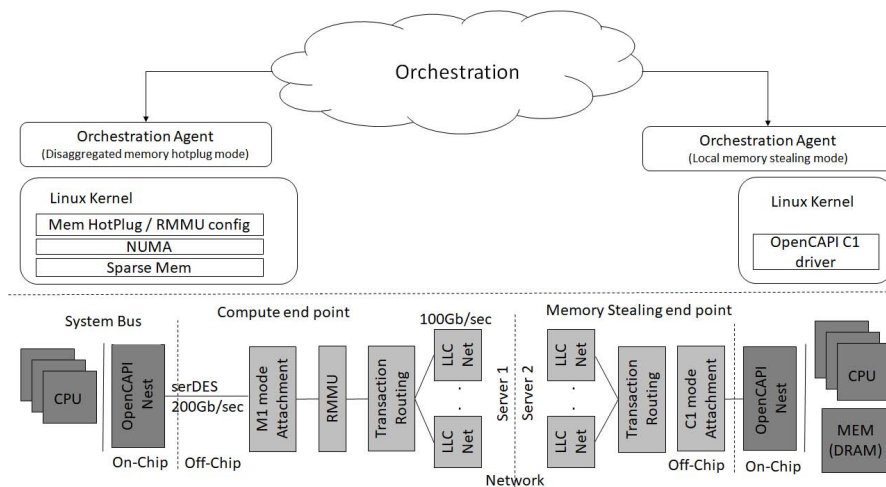 Orchestration
Orchestration Agent
(Disaggregated memory hotplug mode)
Orchestration Agent
(Local memory stealing mode)
Linux Kernel
Mem HotPlug / RMMU config
NUMA
Sparse Mem
Linux Kernel
OpenCAPI C1
driver
System Bus
Compute end point
100Gb/sec
Memory Stealing end point
CPU
OpenCAPI
Nest
serDES
200Gb/sec
M1 mode
Attachment
RMMU
Transaction
Routing
LLC
Net
.
.
LLC
Net
Server 1
Server 2
LLC
Net
.
.
LLC
Net
Transaction
Routing
C1 mode
Attachment
OpenCAPI
Nest
CPU
MEM
(DRAM)
On-Chip
Off-Chip
Network
Off-Chip
On-Chip